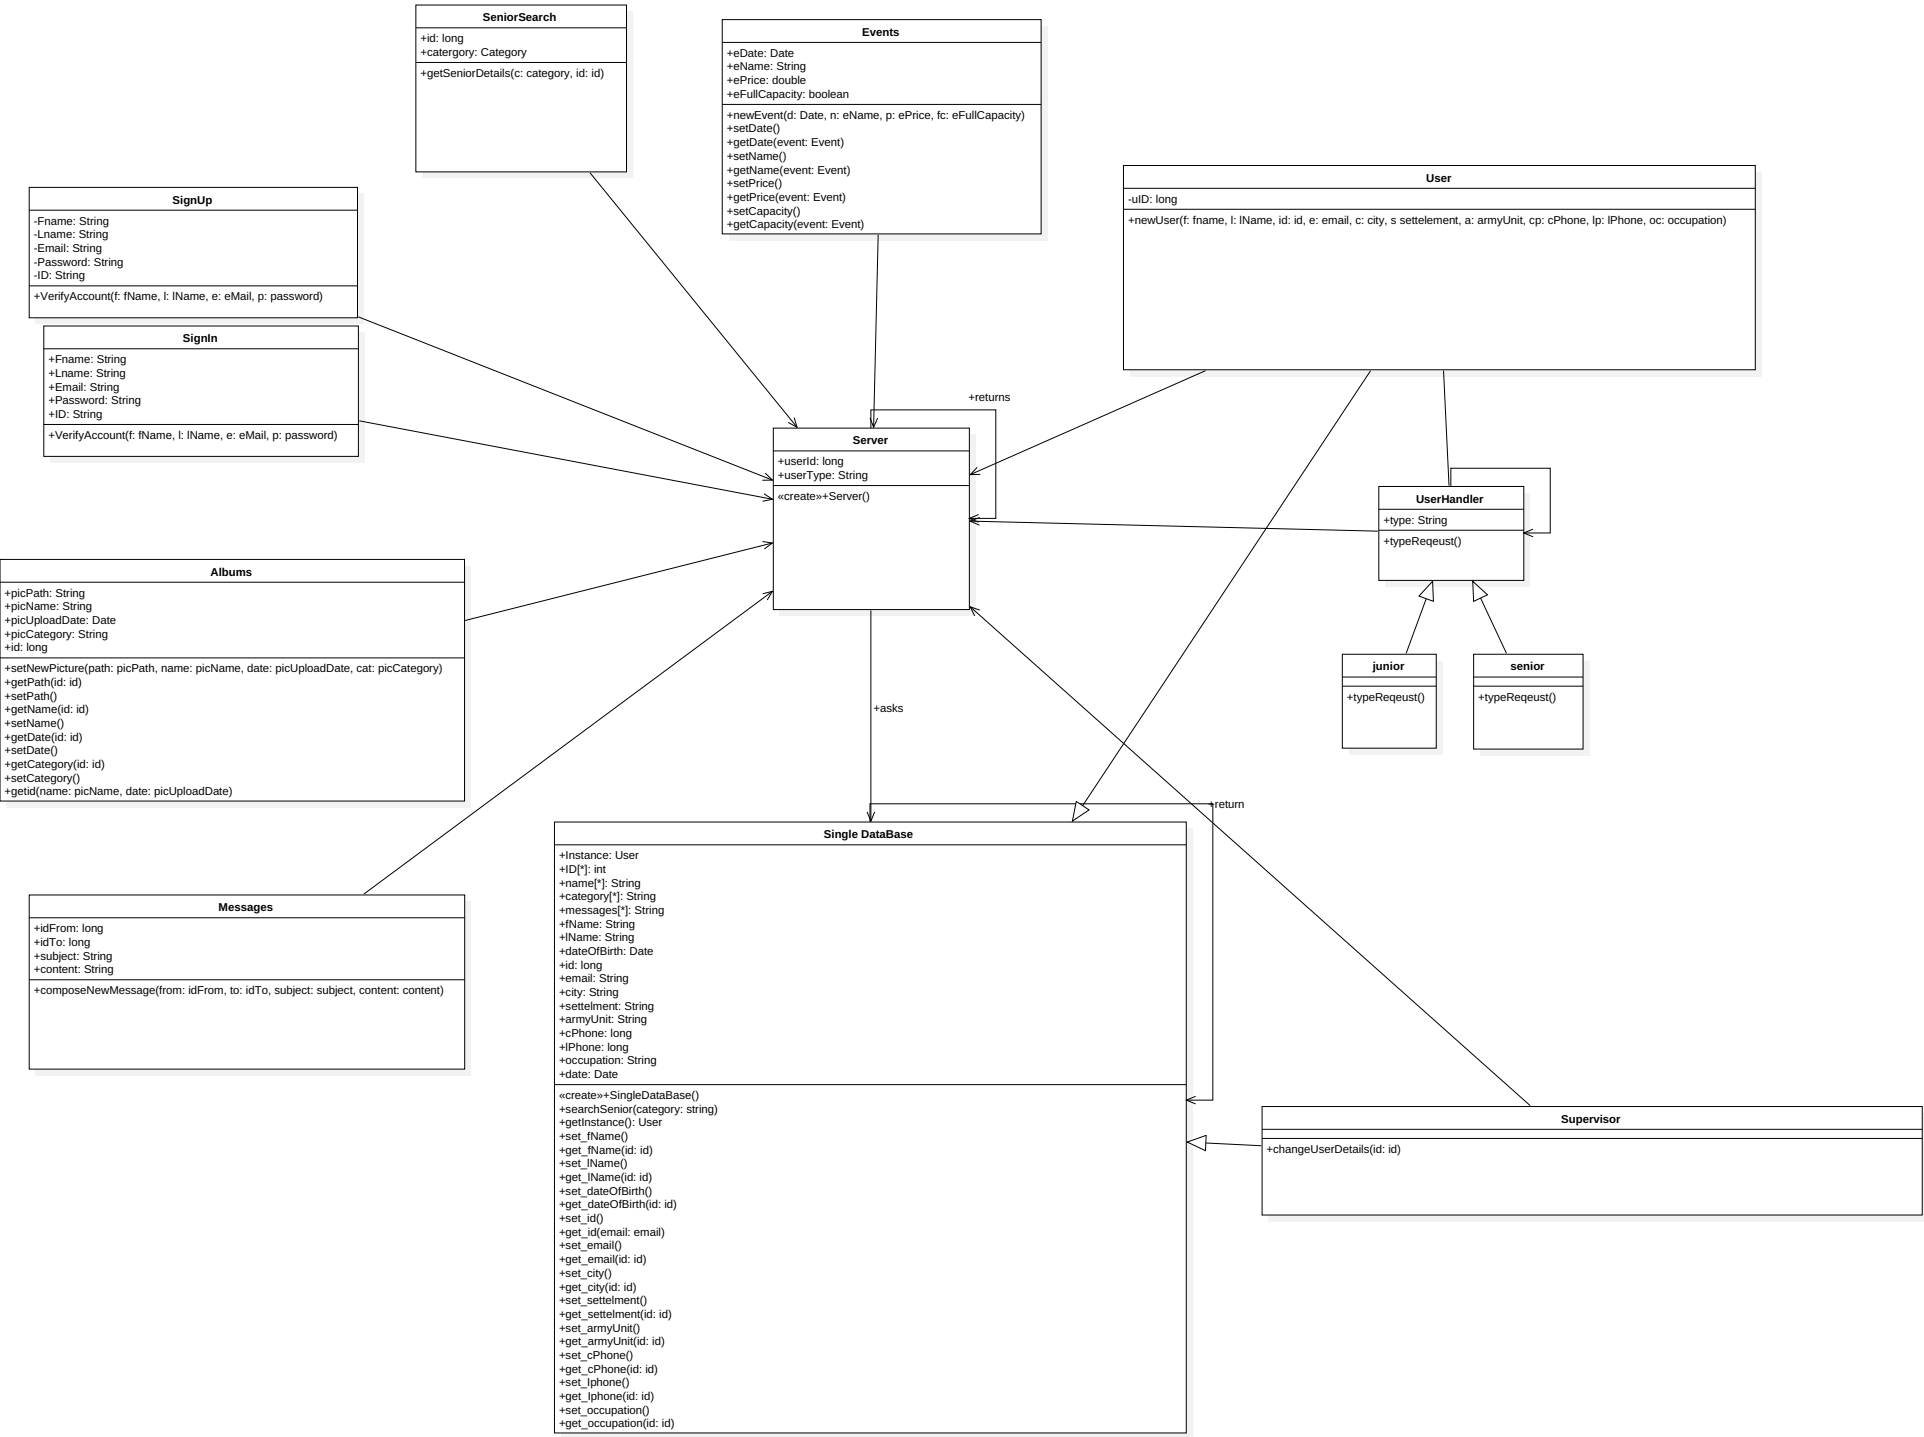 SeniorSearch
+id: long
+catergory: Category
+getSeniorDetails(c: category, id: id)
Events
+eDate: Date
+eName: String
+ePrice: double
+eFullCapacity: boolean
+newEvent(d: Date, n: eName, p: ePrice, fc: eFullCapacity)
+setDate()
+getDate(event: Event)
+setName()
+getName(event: Event)
+setPrice()
+getPrice(event: Event)
+setCapacity()
+getCapacity(event: Event)
User
-uID: long
+newUser(f: fname, l: lName, id: id, e: email, c: city, s settelement, a: armyUnit, cp: cPhone, lp: lPhone, oc: occupation)
SignUp
-Fname: String
-Lname: String
-Email: String
-Password: String
-ID: String
+VerifyAccount(f: fName, l: lName, e: eMail, p: password)
SignIn
+Fname: String
+Lname: String
+Email: String
+Password: String
+ID: String
+VerifyAccount(f: fName, l: lName, e: eMail, p: password)
+returns
Server
+userId: long
+userType: String
«create»+Server()
UserHandler
+type: String
+typeReqeust()
junior
+typeReqeust()
senior
+typeReqeust()
Albums
+picPath: String
+picName: String
+picUploadDate: Date
+picCategory: String
+id: long
+setNewPicture(path: picPath, name: picName, date: picUploadDate, cat: picCategory)
+getPath(id: id)
+setPath()
+getName(id: id)
+setName()
+getDate(id: id)
+setDate()
+getCategory(id: id)
+setCategory()
+getid(name: picName, date: picUploadDate)
+asks
+return
Messages
+idFrom: long
+idTo: long
+subject: String
+content: String
+composeNewMessage(from: idFrom, to: idTo, subject: subject, content: content)
Single DataBase
+Instance: User
+ID[*]: int
+name[*]: String
+category[*]: String
+messages[*]: String
+fName: String
+lName: String
+dateOfBirth: Date
+id: long
+email: String
+city: String
+settelment: String
+armyUnit: String
+cPhone: long
+lPhone: long
+occupation: String
+date: Date
«create»+SingleDataBase()
+searchSenior(category: string)
+getInstance(): User
+set_fName()
+get_fName(id: id)
+set_lName()
+get_lName(id: id)
+set_dateOfBirth()
+get_dateOfBirth(id: id)
+set_id()
+get_id(email: email)
+set_email()
+get_email(id: id)
+set_city()
+get_city(id: id)
+set_settelment()
+get_settelment(id: id)
+set_armyUnit()
+get_armyUnit(id: id)
+set_cPhone()
+get_cPhone(id: id)
+set_Iphone()
+get_Iphone(id: id)
+set_occupation()
+get_occupation(id: id)
Supervisor
+changeUserDetails(id: id)